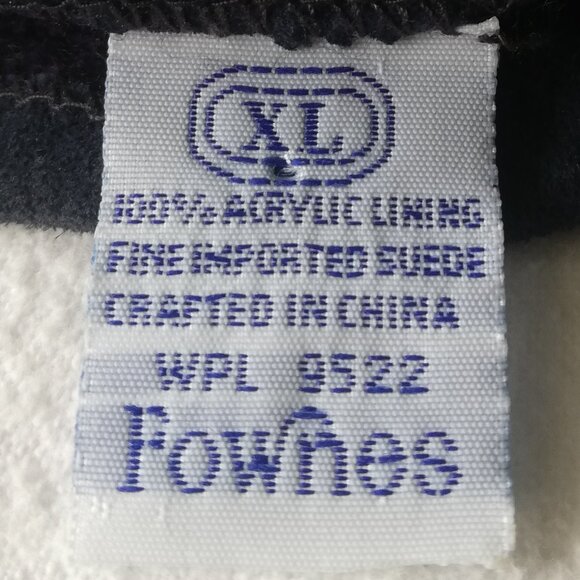 XL
100% ACRYLIC LINING
FINE IMPORTED SUEDE
CRAFTED IN CHINA
WPL 9522
Fownes